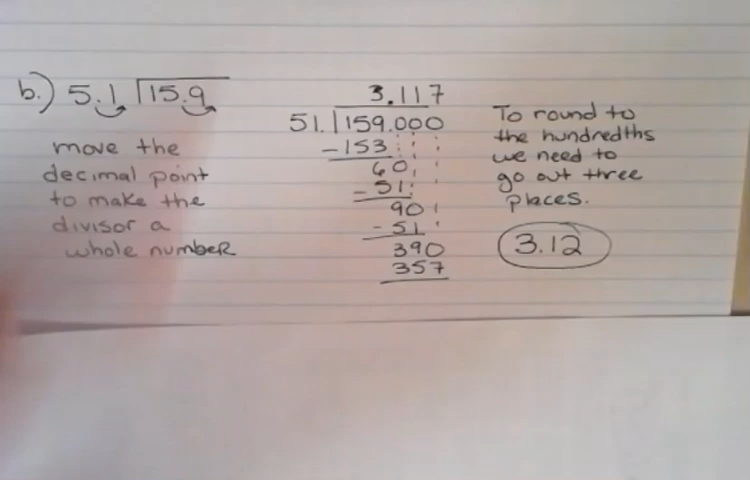 b.) 5.1 15.9
move the
decimal point
to make the
divisor a
whole number
3.117
51. 159.000
-153
60
-51
90
-51
390
357
To round to
the hundredths
we need to
go out three
places.
3.12